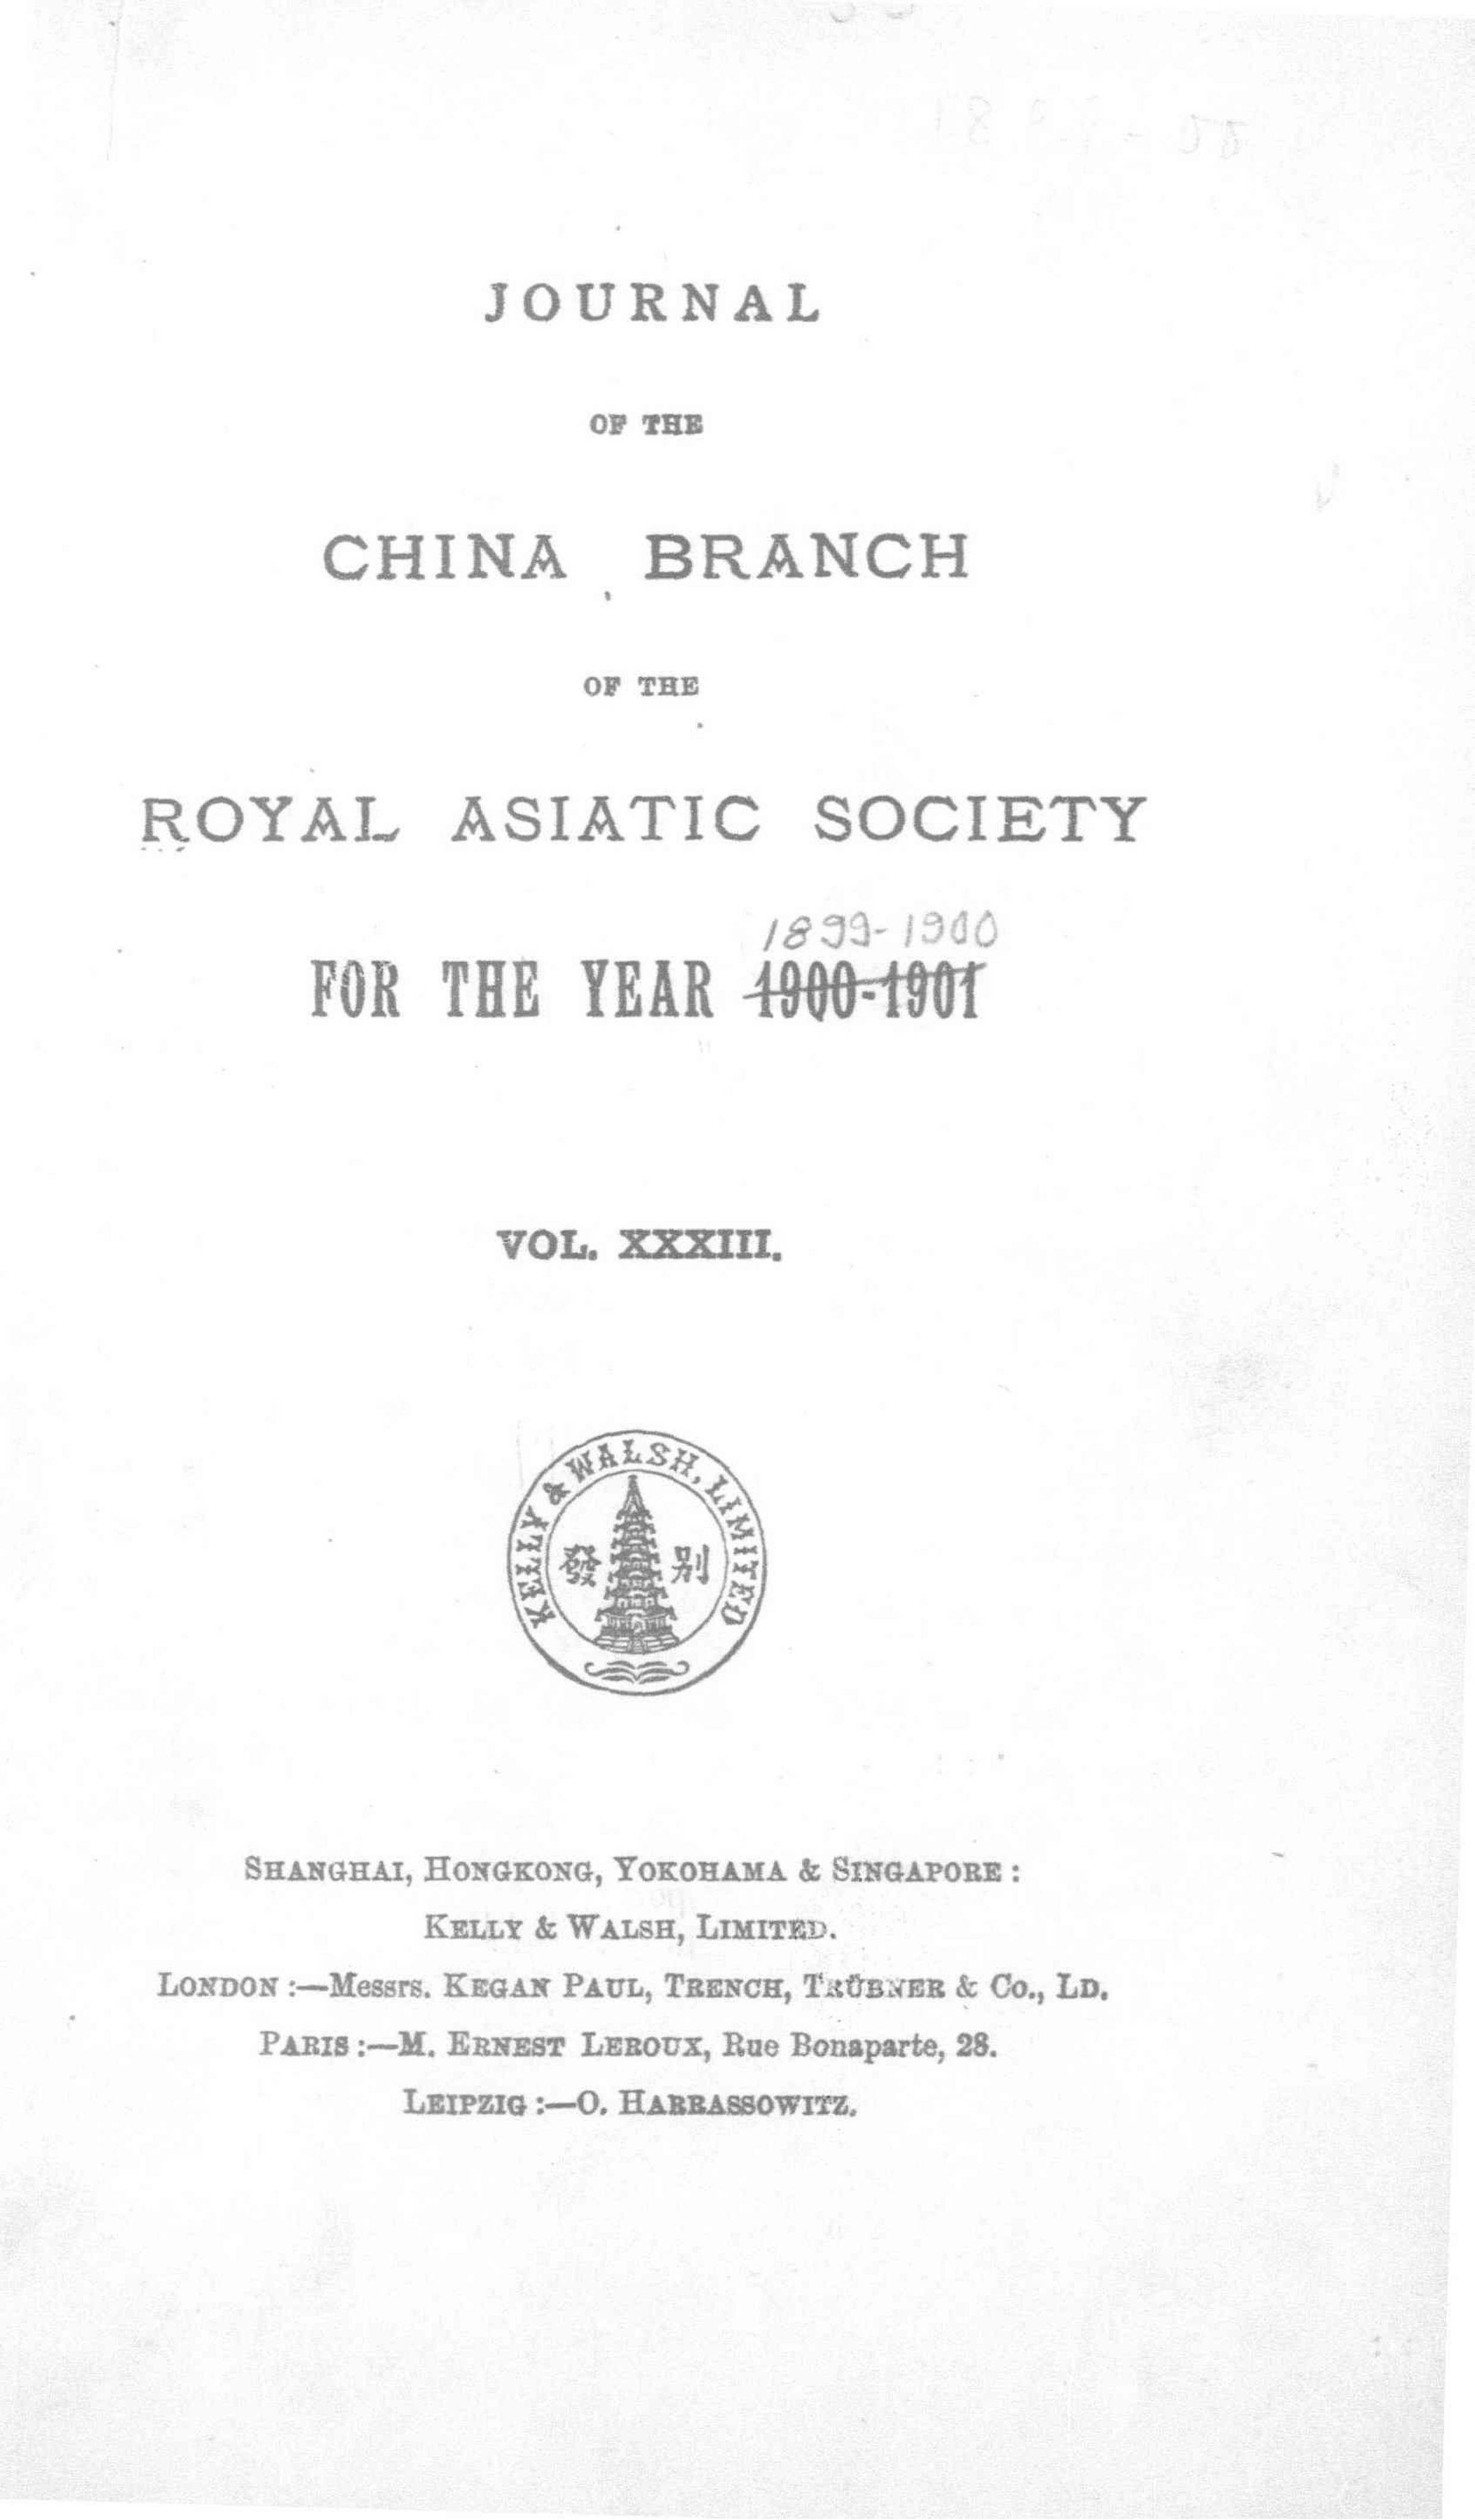 JOURNAL
OF THE
CHINA BRANCH
OF THE
ROYAL ASIATIC SOCIETY
1899-1900
FOR THE YEAR 1900-1901
VOL. XXXIII.
KELLY & WALSH, LIMITED
發 別
SHANGHAI, HONGKONG, YOKOHAMA & SINGAPORE :
KELLY & WALSH, LIMITED.
LONDON :—Messrs. KEGAN PAUL, TRENCH, TRÜBNER & Co., LD.
PARIS :—M. ERNEST LEROUX, Rue Bonaparte, 28.
LEIPZIG :—O. HARRASSOWITZ.